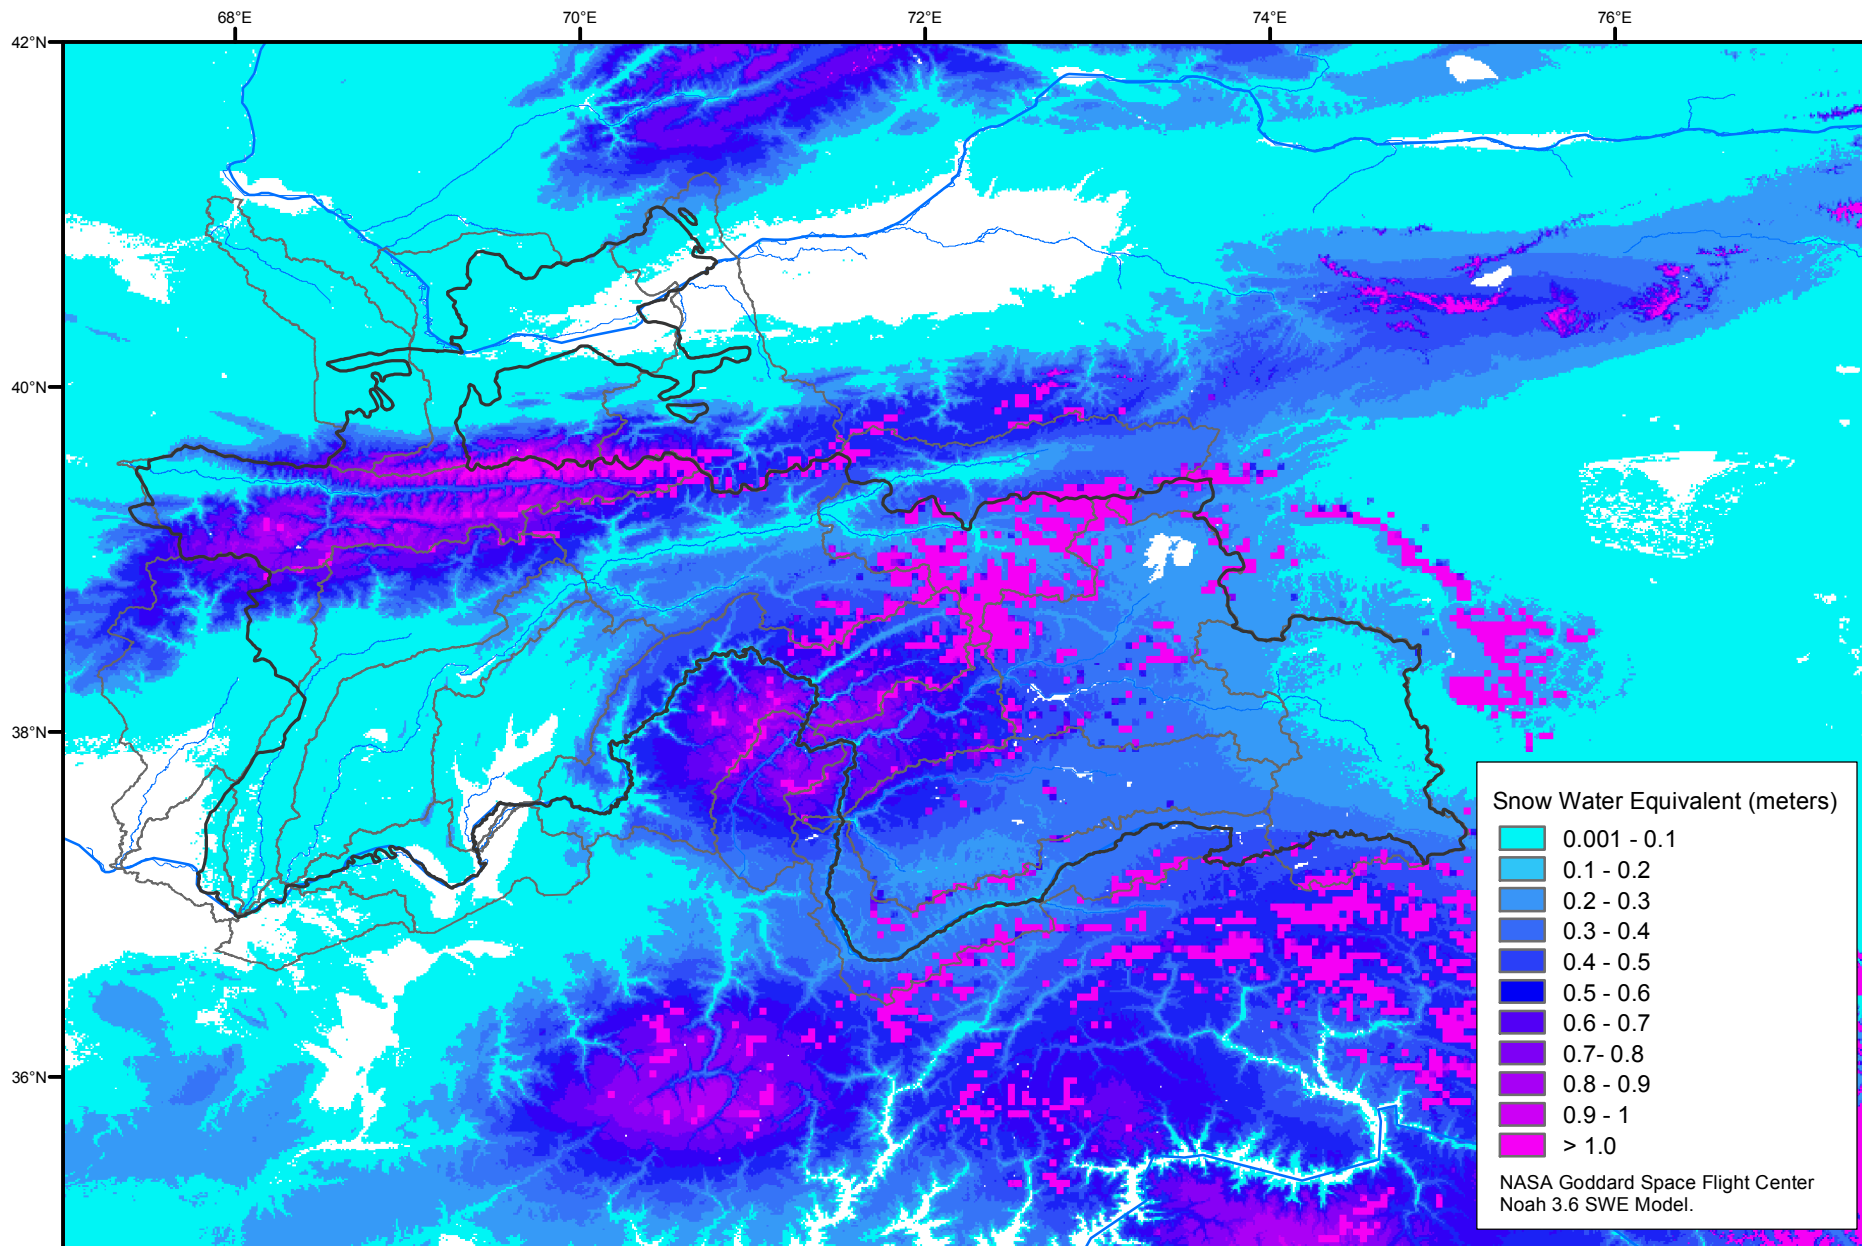 68°E 70°E 72°E 74°E 76°E
42°N
40°N
38°N
36°N
Snow Water Equivalent (meters)
0.001 - 0.1
0.1 - 0.2
0.2 - 0.3
0.3 - 0.4
0.4 - 0.5
0.5 - 0.6
0.6 - 0.7
0.7- 0.8
0.8 - 0.9
0.9 - 1
> 1.0
NASA Goddard Space Flight Center
Noah 3.6 SWE Model.